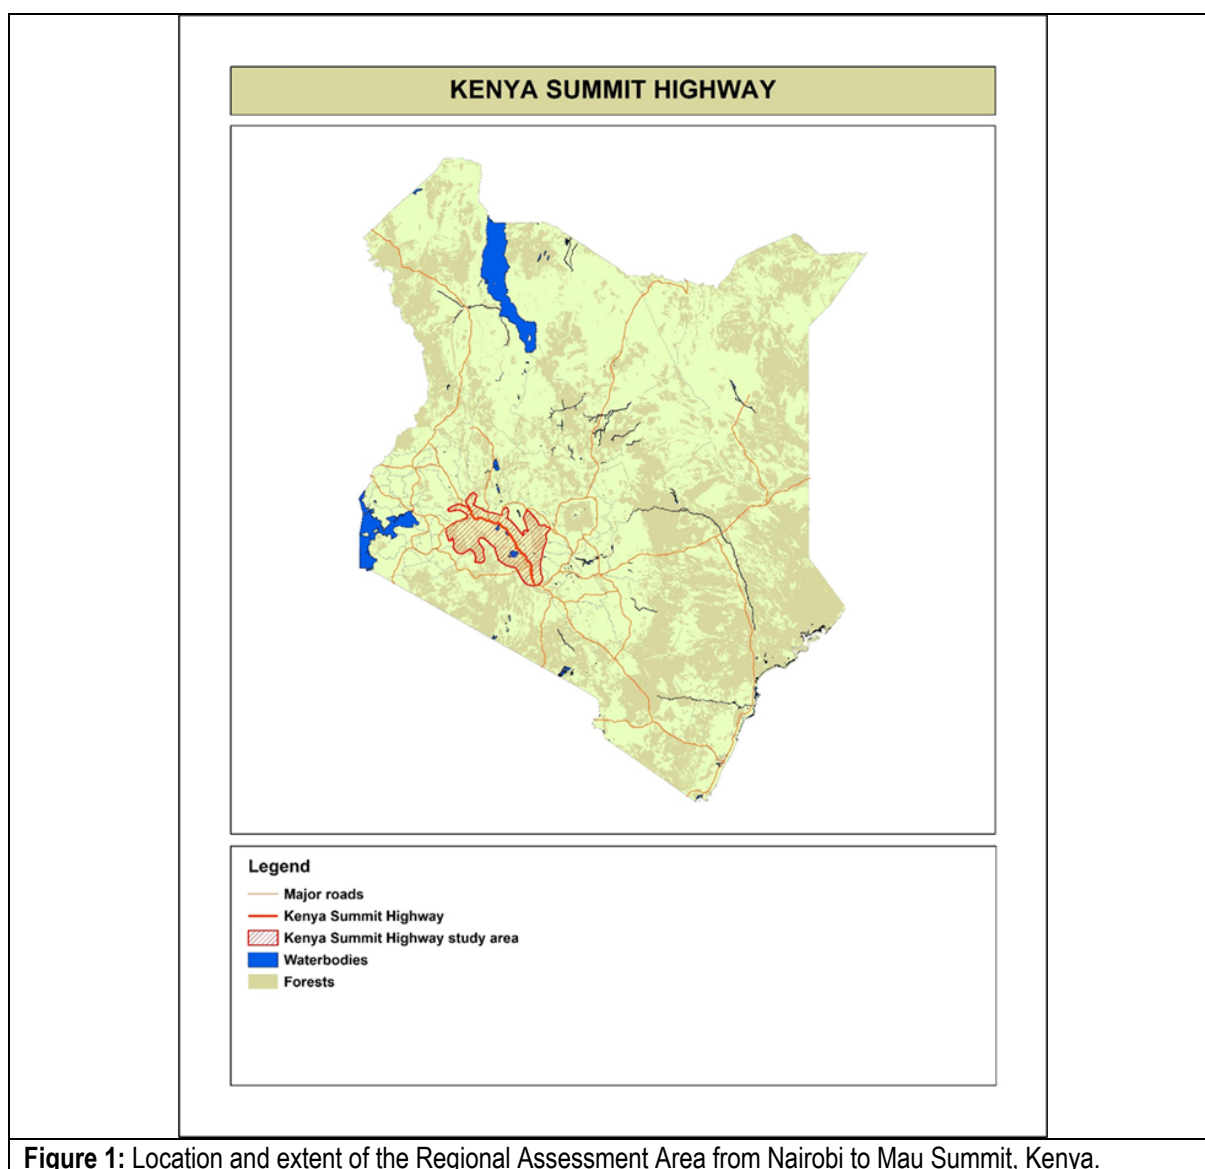 KENYA SUMMIT HIGHWAY
Legend
Major roads
Kenya Summit Highway
Kenya Summit Highway study area
Waterbodies
Forests
Figure 1: Location and extent of the Regional Assessment Area from Nairobi to Mau Summit, Kenya.